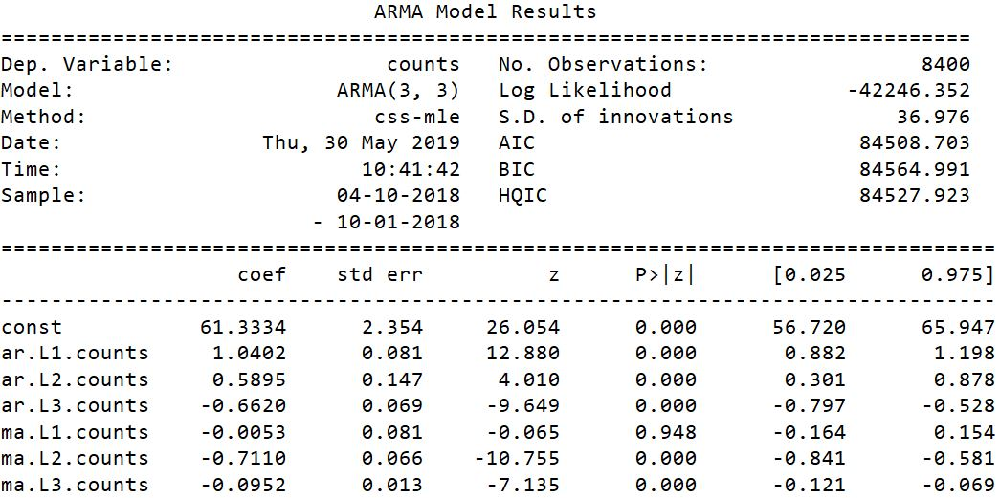 ARMA Model Results
==============================================================================
Dep. Variable: counts No. Observations: 8400
Model: ARMA(3, 3) Log Likelihood -42246.352
Method: css-mle S.D. of innovations 36.976
Date: Thu, 30 May 2019 AIC 84508.703
Time: 10:41:42 BIC 84564.991
Sample: 04-10-2018 HQIC 84527.923
- 10-01-2018
================================================================================
coef std err z P>|z| [0.025 0.975]
--------------------------------------------------------------------------------
const 61.3334 2.354 26.054 0.000 56.720 65.947
ar.L1.counts 1.0402 0.081 12.880 0.000 0.882 1.198
ar.L2.counts 0.5895 0.147 4.010 0.000 0.301 0.878
ar.L3.counts -0.6620 0.069 -9.649 0.000 -0.797 -0.528
ma.L1.counts -0.0053 0.081 -0.065 0.948 -0.164 0.154
ma.L2.counts -0.7110 0.066 -10.755 0.000 -0.841 -0.581
ma.L3.counts -0.0952 0.013 -7.135 0.000 -0.121 -0.069